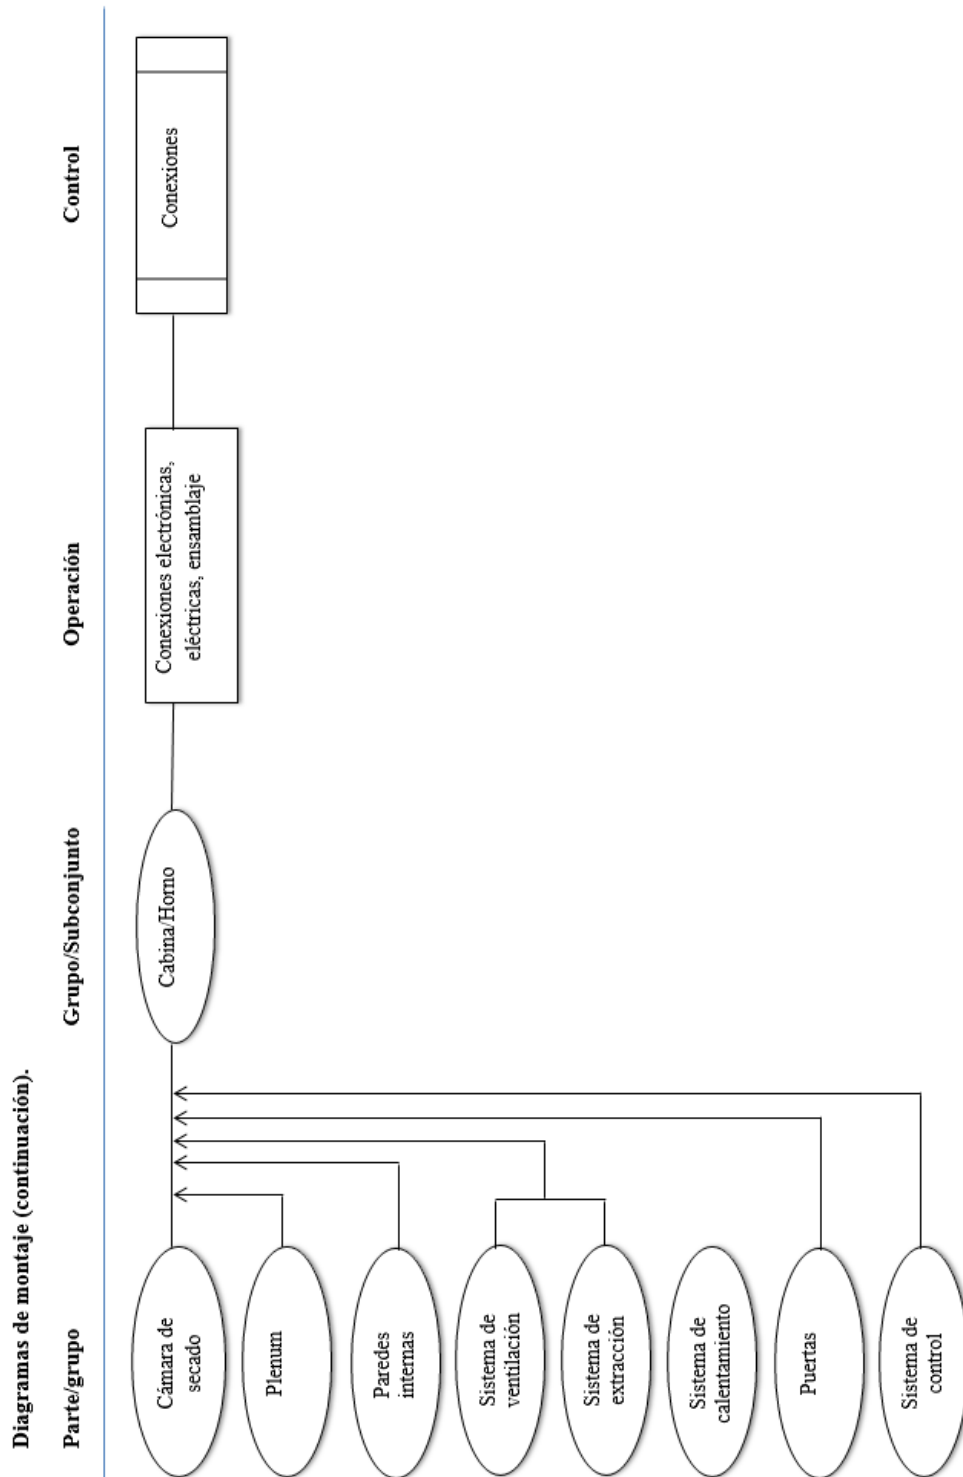 Diagramas de montaje (continuación).
Parte/grupo
Grupo/Subconjunto
Operación
Control
Cámara de
secado
Cabina/Horno
Conexiones electrónicas,
eléctricas, ensamblaje
Conexiones
Plenum
Paredes
internas
Sistema de
ventilación
Sistema de
extracción
Sistema de
calentamiento
Puertas
Sistema de
control